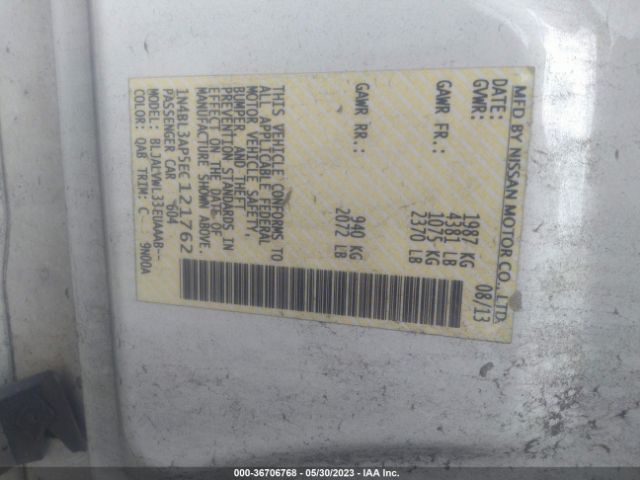 MFD BY NISSAN MOTOR CO., LTD.
DATE: 08/13
GVWR: 1987 KG
4381 LB
GAWR FR.: 1075 KG
2370 LB
GAWR RR.: 940 KG
2072 LB
THIS VEHICLE CONFORMS TO
ALL APPLICABLE FEDERAL
MOTOR VEHICLE SAFETY,
BUMPER, AND THEFT
PREVENTION STANDARDS IN
EFFECT ON THE DATE OF
MANUFACTURE SHOWN ABOVE.
1N4BL3AP5EC121762
PASSENGER CAR 604
MODEL: BLJALVWL33EUAAAB--
COLOR: QAB TRIM: C 9N00A
000-36706768 - 05/30/2023 - IAA Inc.